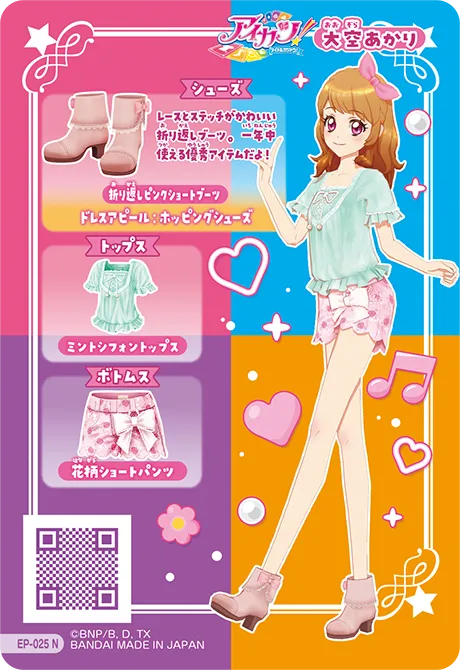 アイカツ!
アイドルカツドウ!
大空あかり
おお ぞら
シューズ
レースとステッチがかわいい
折り返しブーツ。一年中
使える優秀アイテムだよ!
折り返しピンクショートブーツ
ドレスアピール:ホッピングシューズ
トップス
ミントシフォントップス
ボトムス
花柄ショートパンツ
EP-025 N
©BNP/B, D, TX
BANDAI MADE IN JAPAN